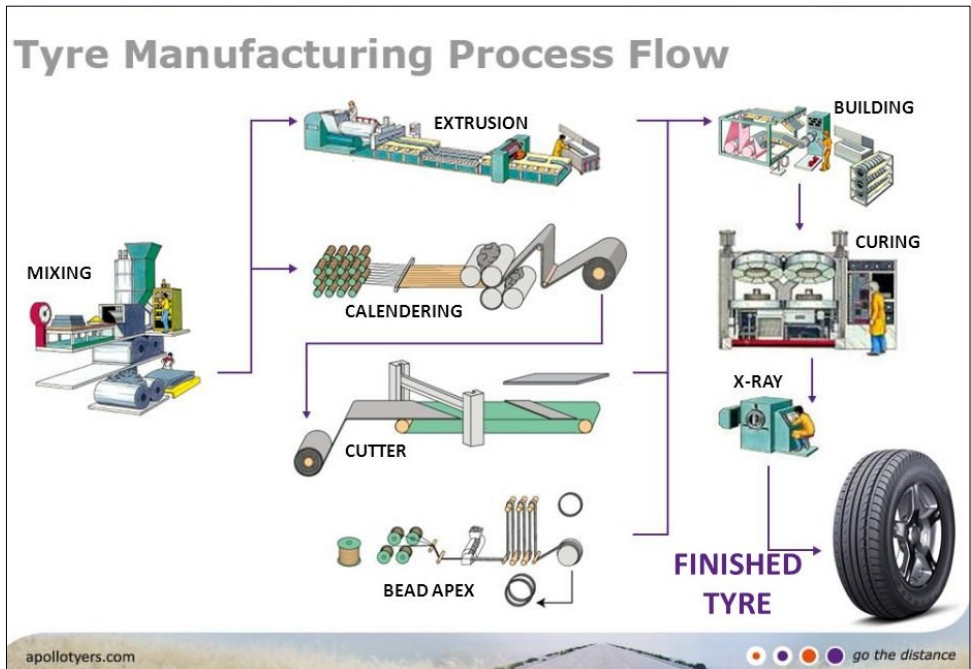 Tyre Manufacturing Process Flow
EXTRUSION
BUILDING
MIXING
CALENDERING
CURING
X-RAY
CUTTER
BEAD APEX
FINISHED
TYRE
apollotyers.com
go the distance